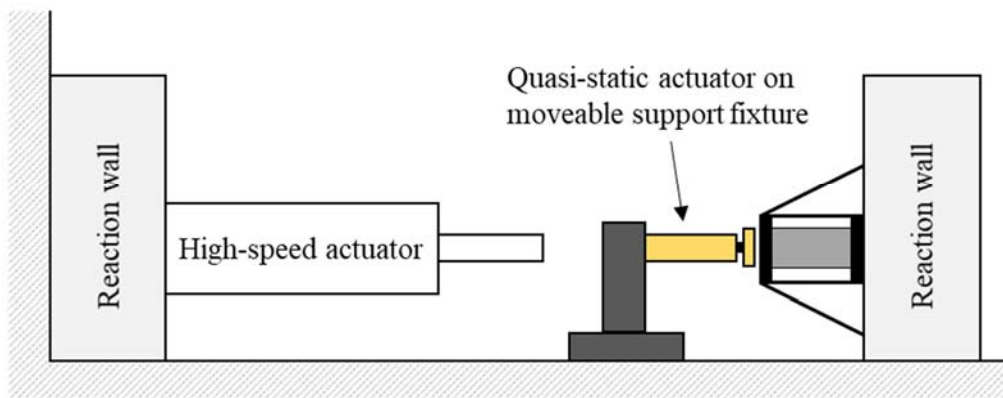 Quasi-static actuator on
moveable support fixture
Reaction wall
High-speed actuator
Reaction wall